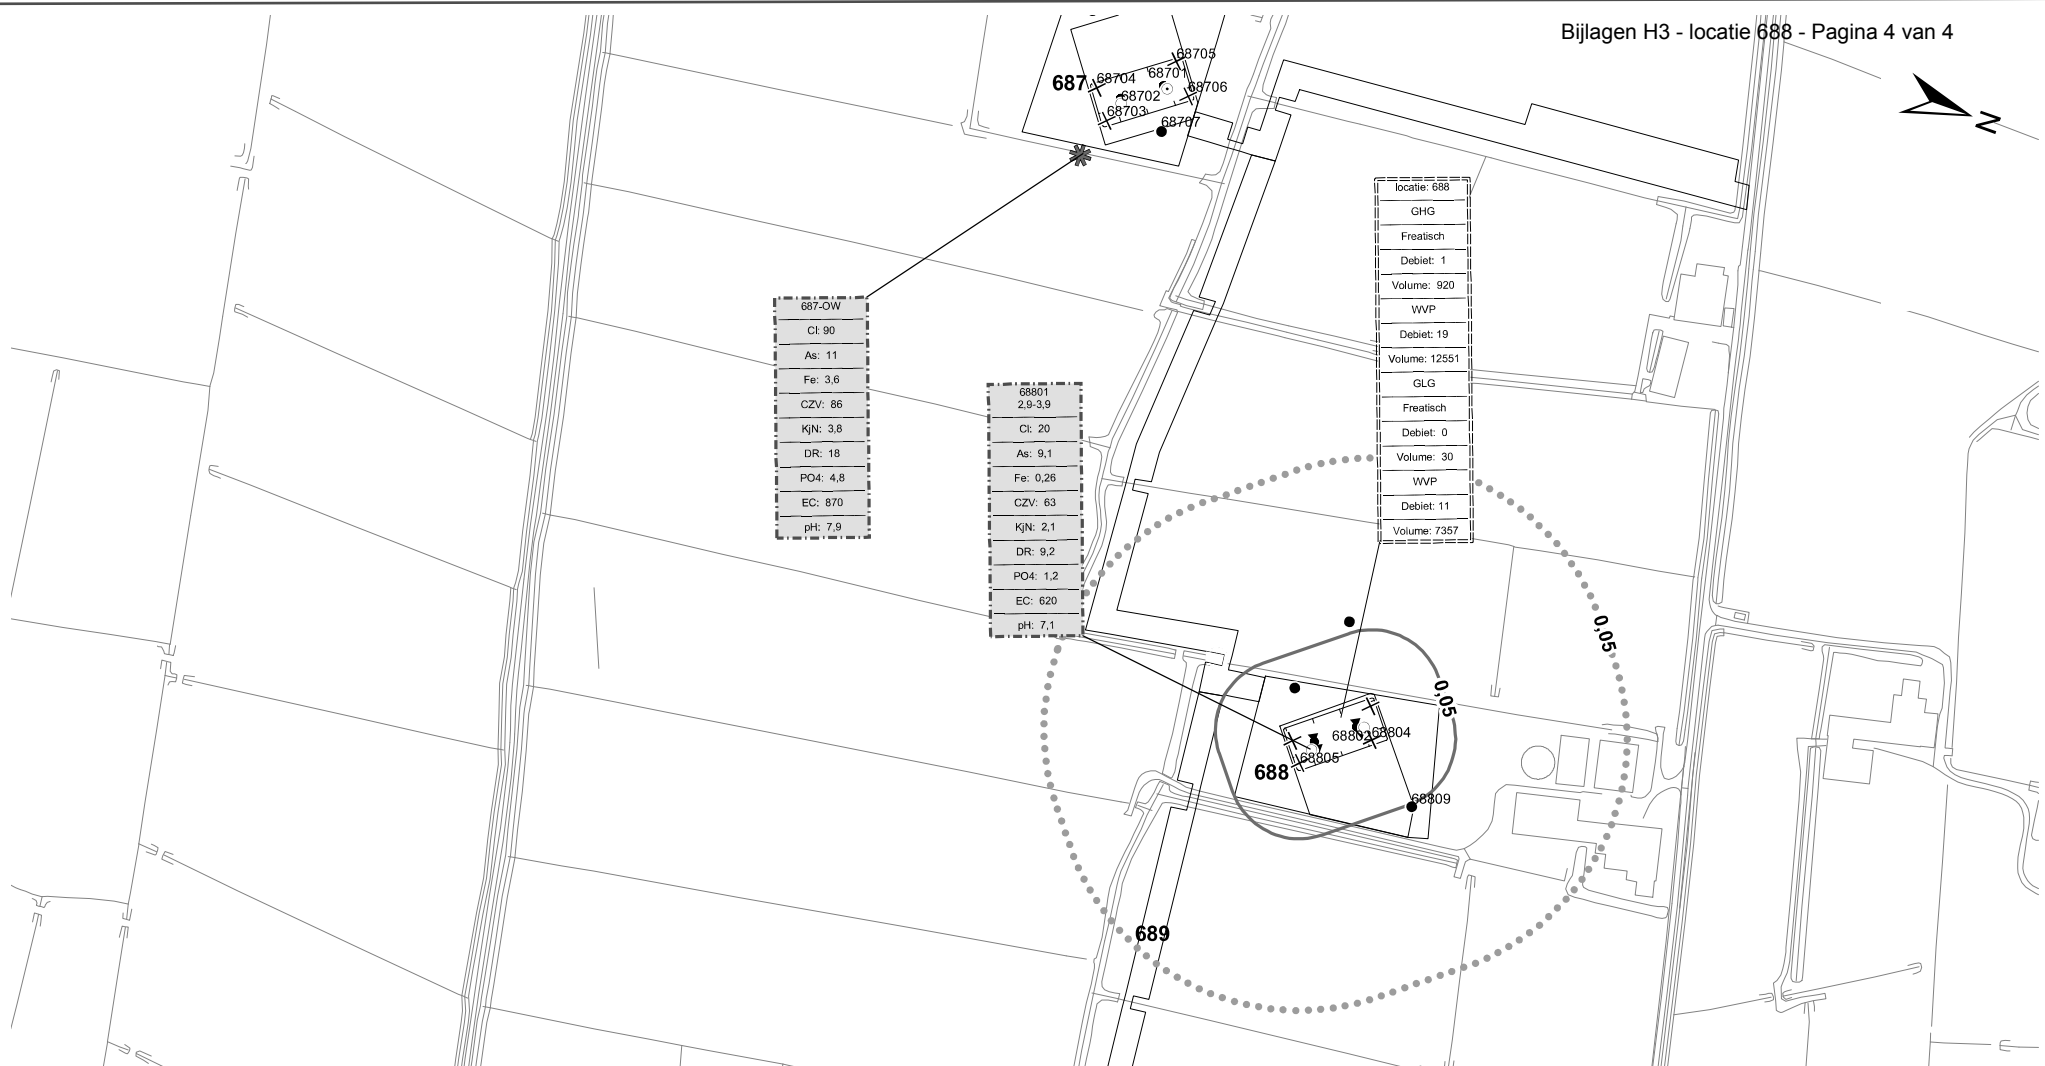 Bijlagen H3 - locatie 688 - Pagina 4 van 4
N
687
68705
68704
68701
68706
68702
68703
68707
locatie: 688
GHG
Freatisch
Debiet: 1
Volume: 920
WVP
Debiet: 19
Volume: 12551
GLG
Freatisch
Debiet: 0
Volume: 30
WVP
Debiet: 11
Volume: 7357
687-OW
Cl: 90
As: 11
Fe: 3,6
CZV: 86
KjN: 3,8
DR: 18
PO4: 4,8
EC: 870
pH: 7,9
68801
2,9-3,9
Cl: 20
As: 9,1
Fe: 0,26
CZV: 63
KjN: 2,1
DR: 9,2
PO4: 1,2
EC: 620
pH: 7,1
0,05
0,05
68804
68805
688
68809
689